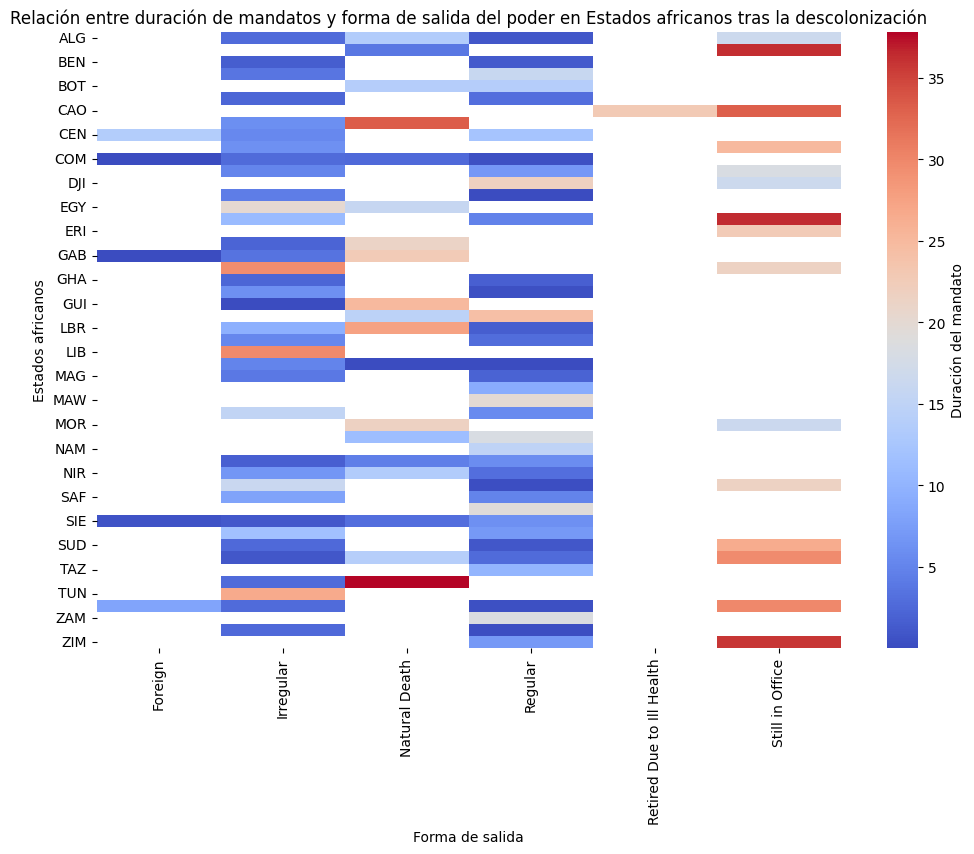 Relación entre duración de mandatos y forma de salida del poder en Estados africanos tras la descolonización
ALG
BEN
BOT
CAO
CEN
COM
DJI
EGY
ERI
GAB
GHA
GUI
LBR
LIB
MAG
MAW
MOR
NAM
NIR
SAF
SIE
SUD
TAZ
TUN
ZAM
ZIM
Estados africanos
Foreign
Irregular
Natural Death
Regular
Retired Due to Ill Health
Still in Office
Forma de salida
35
30
25
20
15
10
5
Duración del mandato